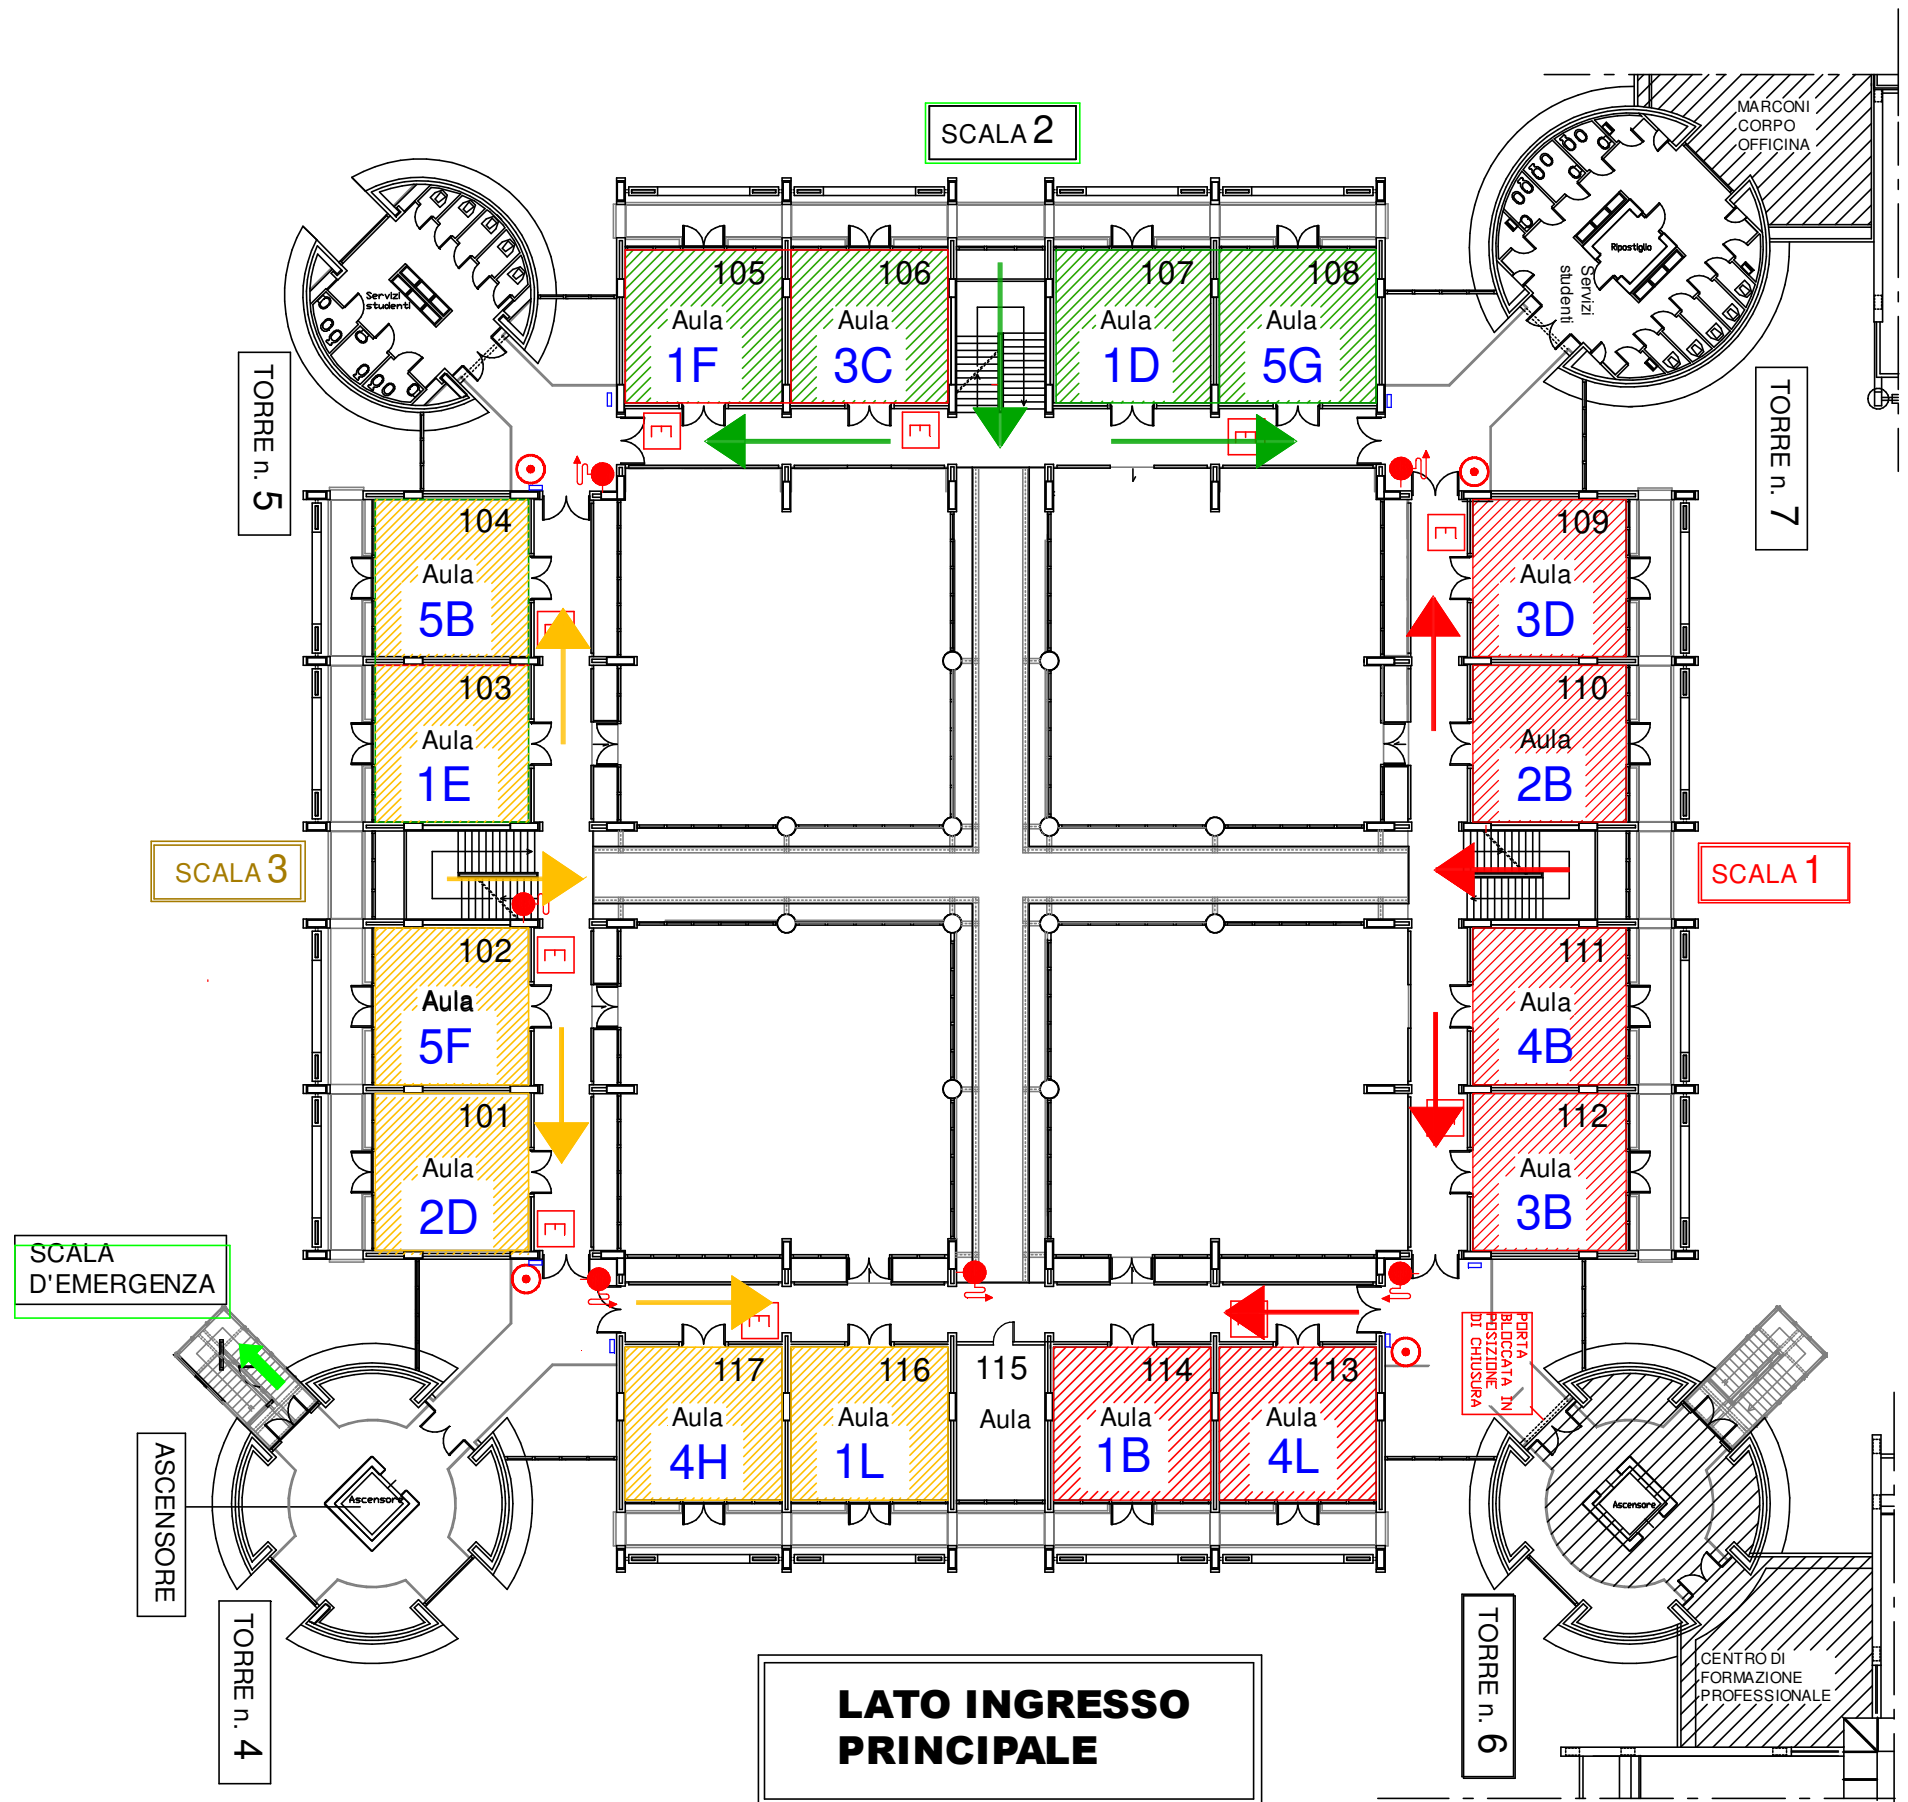 MARCONI
CORPO
OFFICINA
SCALA 2
Ripostiglio
Servizi
studenti
Servizi
studenti
TORRE n. 5
TORRE n. 7
105
Aula
1F
106
Aula
3C
107
Aula
1D
108
Aula
5G
E
E
E
104
Aula
5B
E
103
Aula
1E
109
Aula
3D
E
110
Aula
2B
SCALA 3
SCALA 1
102
Aula
5F
E
101
Aula
2D
E
111
Aula
4B
112
Aula
3B
E
SCALA
D'EMERGENZA
E
E
PORTA
BLOCCATA IN
POSIZIONE
DI CHIUSURA
117
Aula
4H
116
Aula
1L
115
Aula
114
Aula
1B
113
Aula
4L
ASCENSORE
Ascensore
Ascensore
TORRE n. 4
TORRE n. 6
CENTRO DI
FORMAZIONE
PROFESSIONALE
LATO INGRESSO
PRINCIPALE